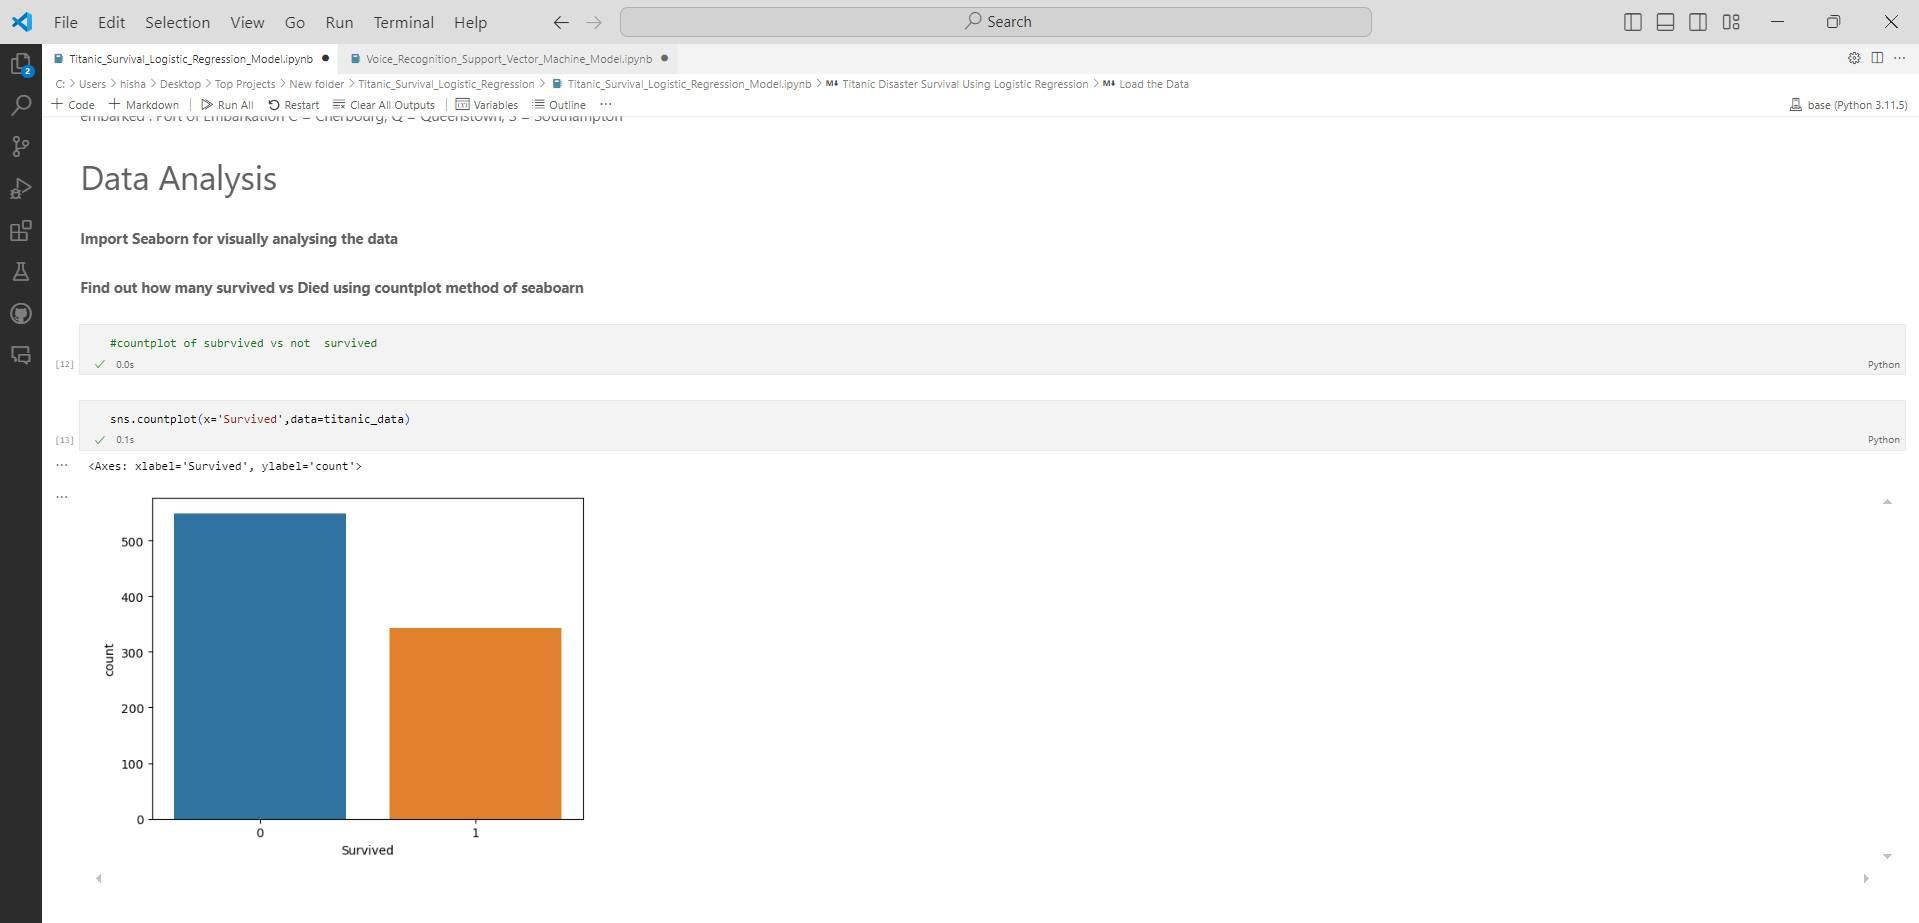 File Edit Selection View Go Run Terminal Help Search
Titanic_Survival_Logistic_Regression_Model.ipynb Voice_Recognition_Support_Vector_Machine_Model.ipynb
C: > Users > hisha > Desktop > Top Projects > New folder > Titanic_Survival_Logistic_Regression > Titanic_Survival_Logistic_Regression_Model.ipynb > M↓ Titanic Disaster Survival Using Logistic Regression > M↓ Load the Data
2
+ Code + Markdown Run All Restart Clear All Outputs Variables Outline ... base (Python 3.11.5)
embarked : Port of Embarkation C = Cherbourg, Q = Queenstown, S = Southampton
Data Analysis
Import Seaborn for visually analysing the data
Find out how many survived vs Died using countplot method of seaboarn
#countplot of subrvived vs not  survived
[12] 0.0s Python
sns.countplot(x='Survived',data=titanic_data)
[13] 0.1s Python
... <Axes: xlabel='Survived', ylabel='count'>
...
500
400
300
200
100
0
count
0 1
Survived